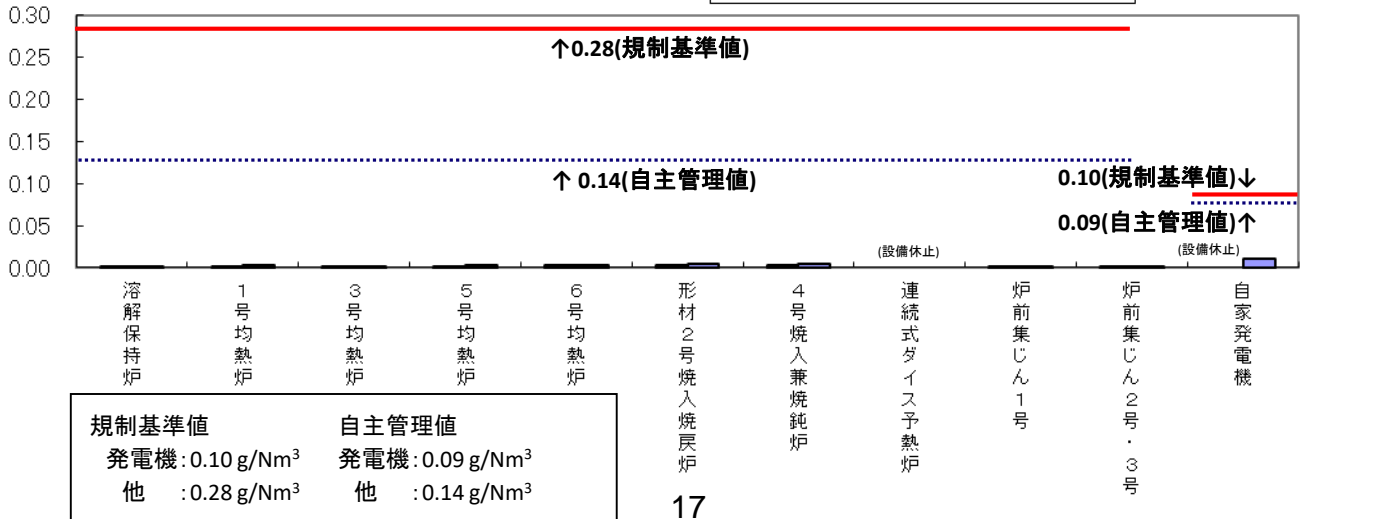 0.30
0.25
0.20
0.15
0.10
0.05
0.00
↑0.28(規制基準値)
↑ 0.14(自主管理値)
0.10(規制基準値)↓
0.09(自主管理値)↑
(設備休止)
(設備休止)
溶解保持炉
1号均熱炉
3号均熱炉
5号均熱炉
6号均熱炉
形材2号焼入焼戻炉
4号焼入兼焼鈍炉
連続式ダイス予熱炉
炉前集じん1号
炉前集じん2号・3号
自家発電機
規制基準値 自主管理値
発電機:0.10 g/Nm³ 発電機:0.09 g/Nm³
他 :0.28 g/Nm³ 他 :0.14 g/Nm³
17